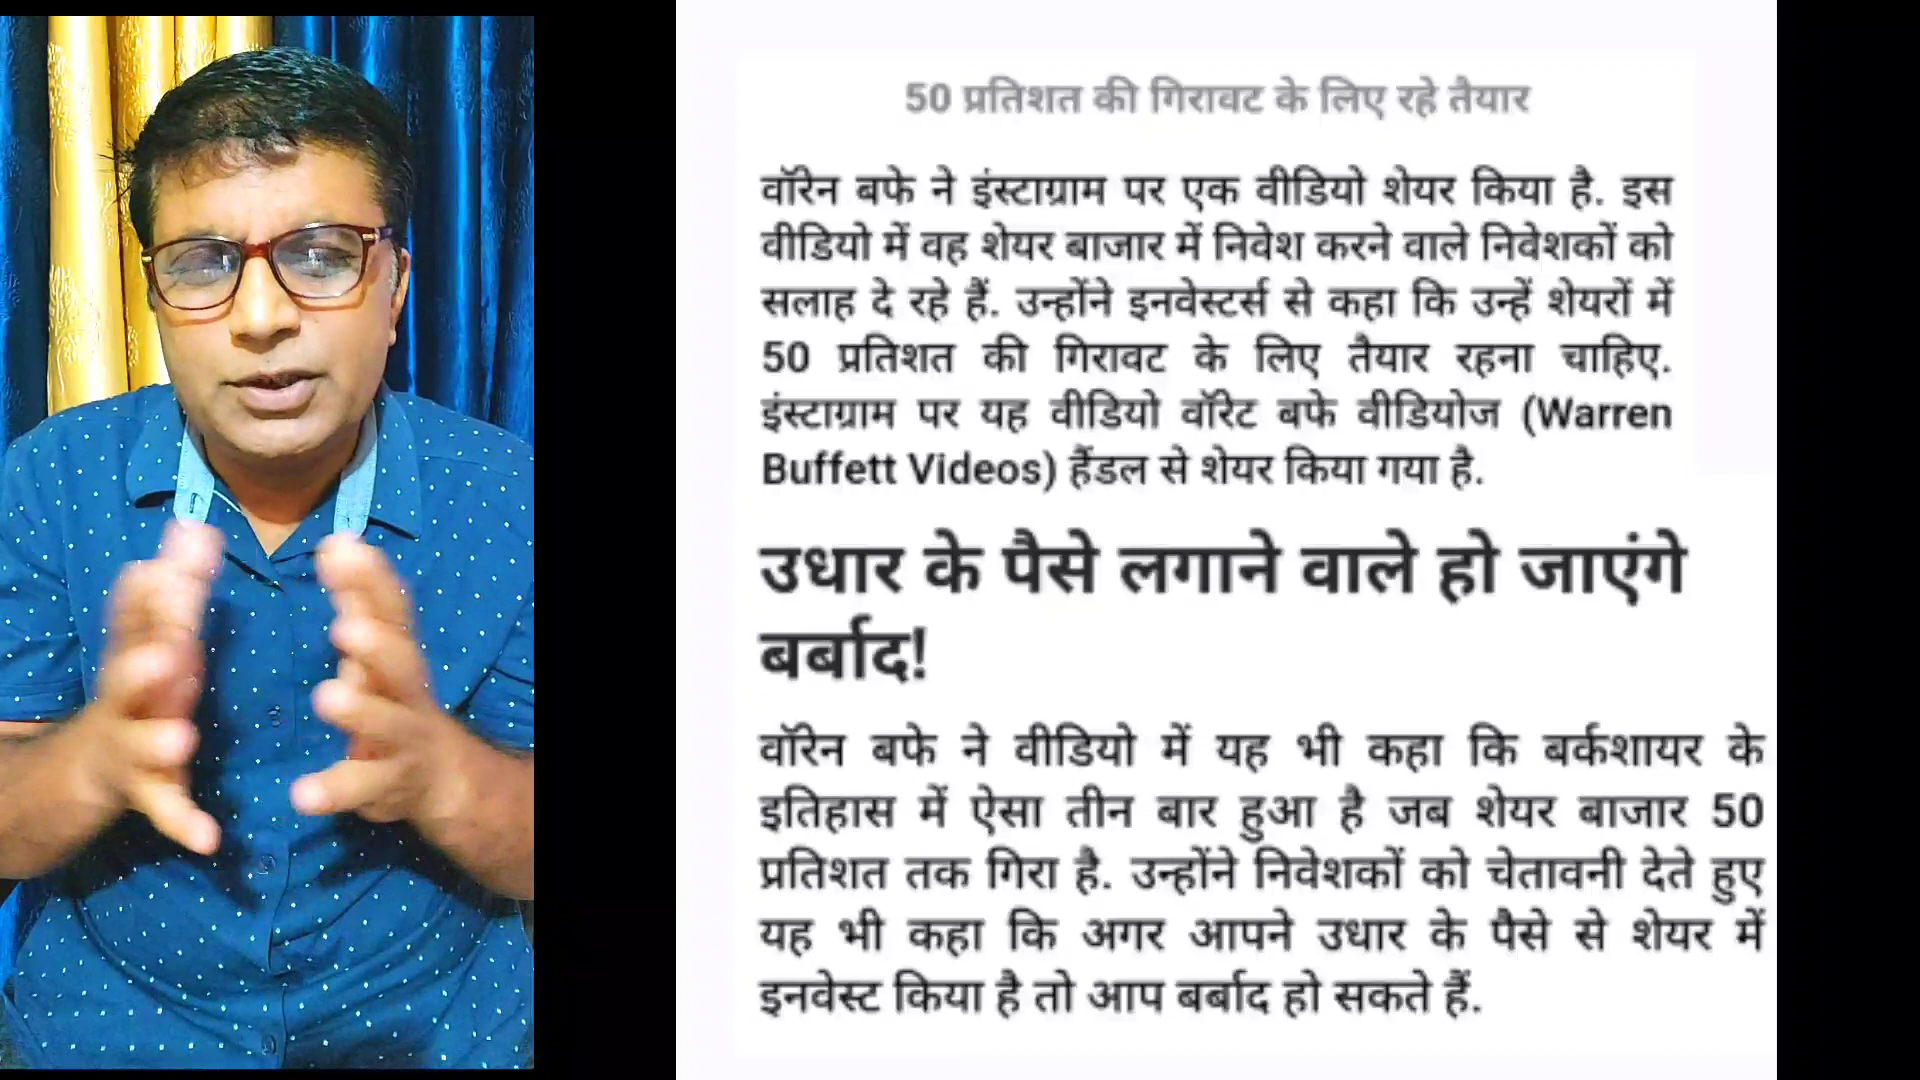 50 प्रतिशत की गिरावट के लिए रहे तैयार
वॉरेन बफे ने इंस्टाग्राम पर एक वीडियो शेयर किया है. इस
वीडियो में वह शेयर बाजार में निवेश करने वाले निवेशकों को
सलाह दे रहे हैं. उन्होंने इनवेस्टर्स से कहा कि उन्हें शेयरों में
50 प्रतिशत की गिरावट के लिए तैयार रहना चाहिए.
इंस्टाग्राम पर यह वीडियो वॉरेट बफे वीडियोज (Warren
Buffett Videos) हैंडल से शेयर किया गया है.
उधार के पैसे लगाने वाले हो जाएंगे
बर्बाद!
वॉरेन बफे ने वीडियो में यह भी कहा कि बर्कशायर के
इतिहास में ऐसा तीन बार हुआ है जब शेयर बाजार 50
प्रतिशत तक गिरा है. उन्होंने निवेशकों को चेतावनी देते हुए
यह भी कहा कि अगर आपने उधार के पैसे से शेयर में
इनवेस्ट किया है तो आप बर्बाद हो सकते हैं.